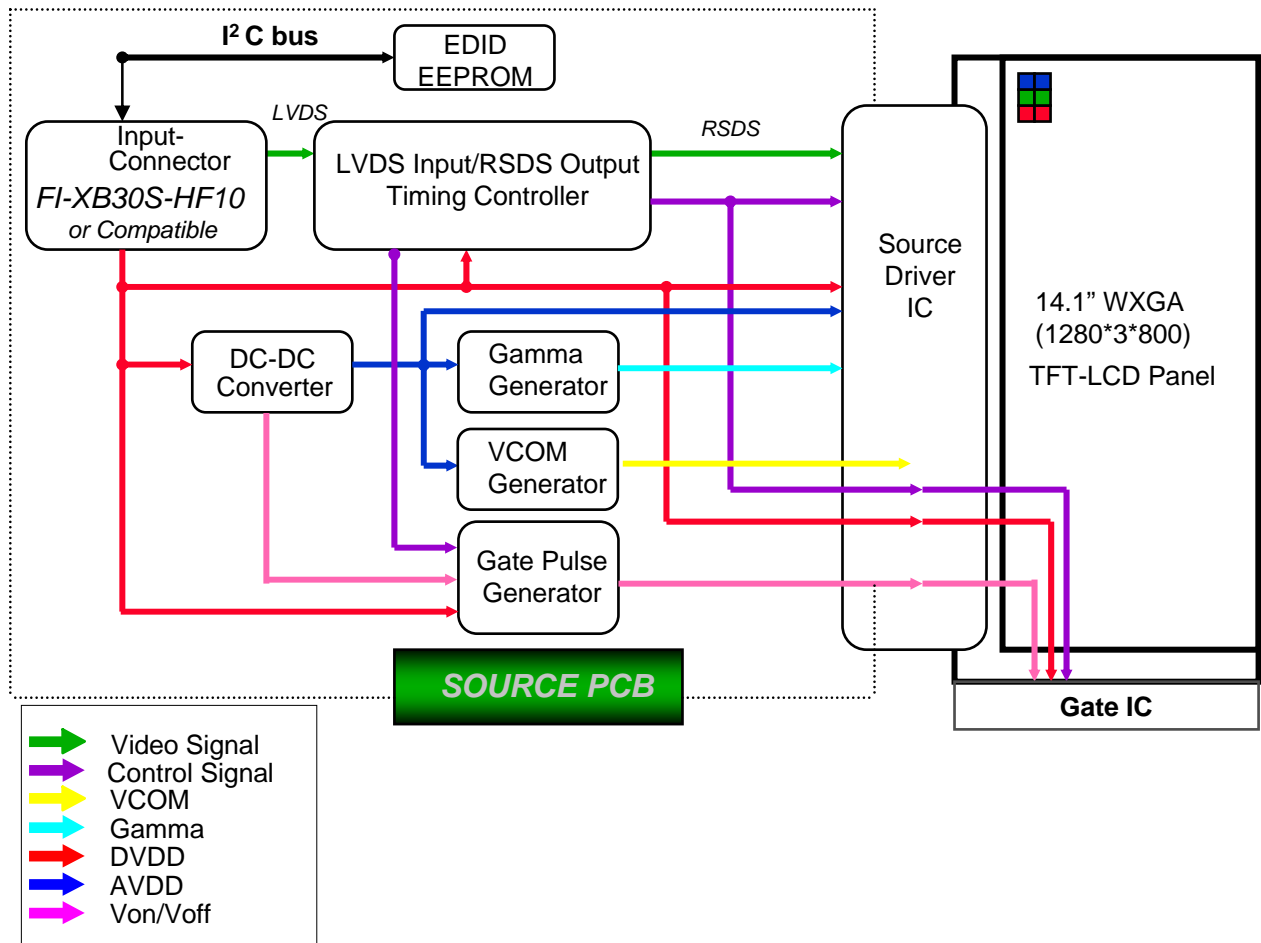 I² C bus
EDID
EEPROM
LVDS
RSDS
Input-
Connector
FI-XB30S-HF10
or Compatible
LVDS Input/RSDS Output
Timing Controller
Source
Driver
IC
14.1” WXGA
(1280*3*800)
TFT-LCD Panel
DC-DC
Converter
Gamma
Generator
VCOM
Generator
Gate Pulse
Generator
SOURCE PCB
Gate IC
Video Signal
Control Signal
VCOM
Gamma
DVDD
AVDD
Von/Voff